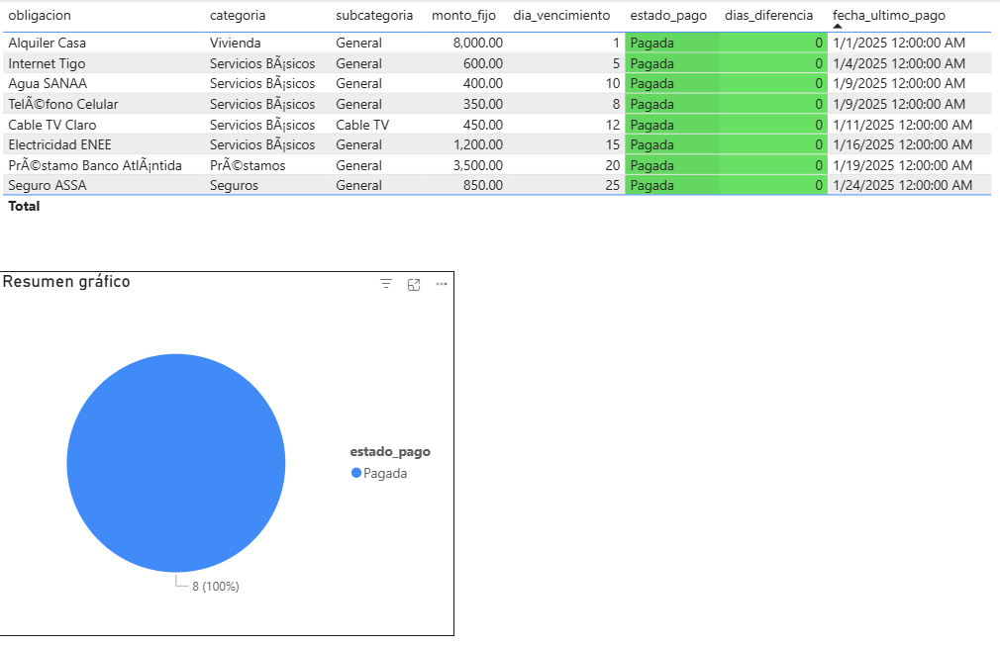 obligacion categoria subcategoria monto_fijo dia_vencimiento estado_pago dias_diferencia fecha_ultimo_pago
Alquiler Casa Vivienda General 8,000.00 1 Pagada 0 1/1/2025 12:00:00 AM
Internet Tigo Servicios BÃ¡sicos General 600.00 5 Pagada 0 1/4/2025 12:00:00 AM
Agua SANAA Servicios BÃ¡sicos General 400.00 10 Pagada 0 1/9/2025 12:00:00 AM
TelÃ©fono Celular Servicios BÃ¡sicos General 350.00 8 Pagada 0 1/9/2025 12:00:00 AM
Cable TV Claro Servicios BÃ¡sicos Cable TV 450.00 12 Pagada 0 1/11/2025 12:00:00 AM
Electricidad ENEE Servicios BÃ¡sicos General 1,200.00 15 Pagada 0 1/16/2025 12:00:00 AM
PrÃ©stamo Banco AtlÃ¡ntida PrÃ©stamos General 3,500.00 20 Pagada 0 1/19/2025 12:00:00 AM
Seguro ASSA Seguros General 850.00 25 Pagada 0 1/24/2025 12:00:00 AM
Total
Resumen gráfico
estado_pago
Pagada
8 (100%)